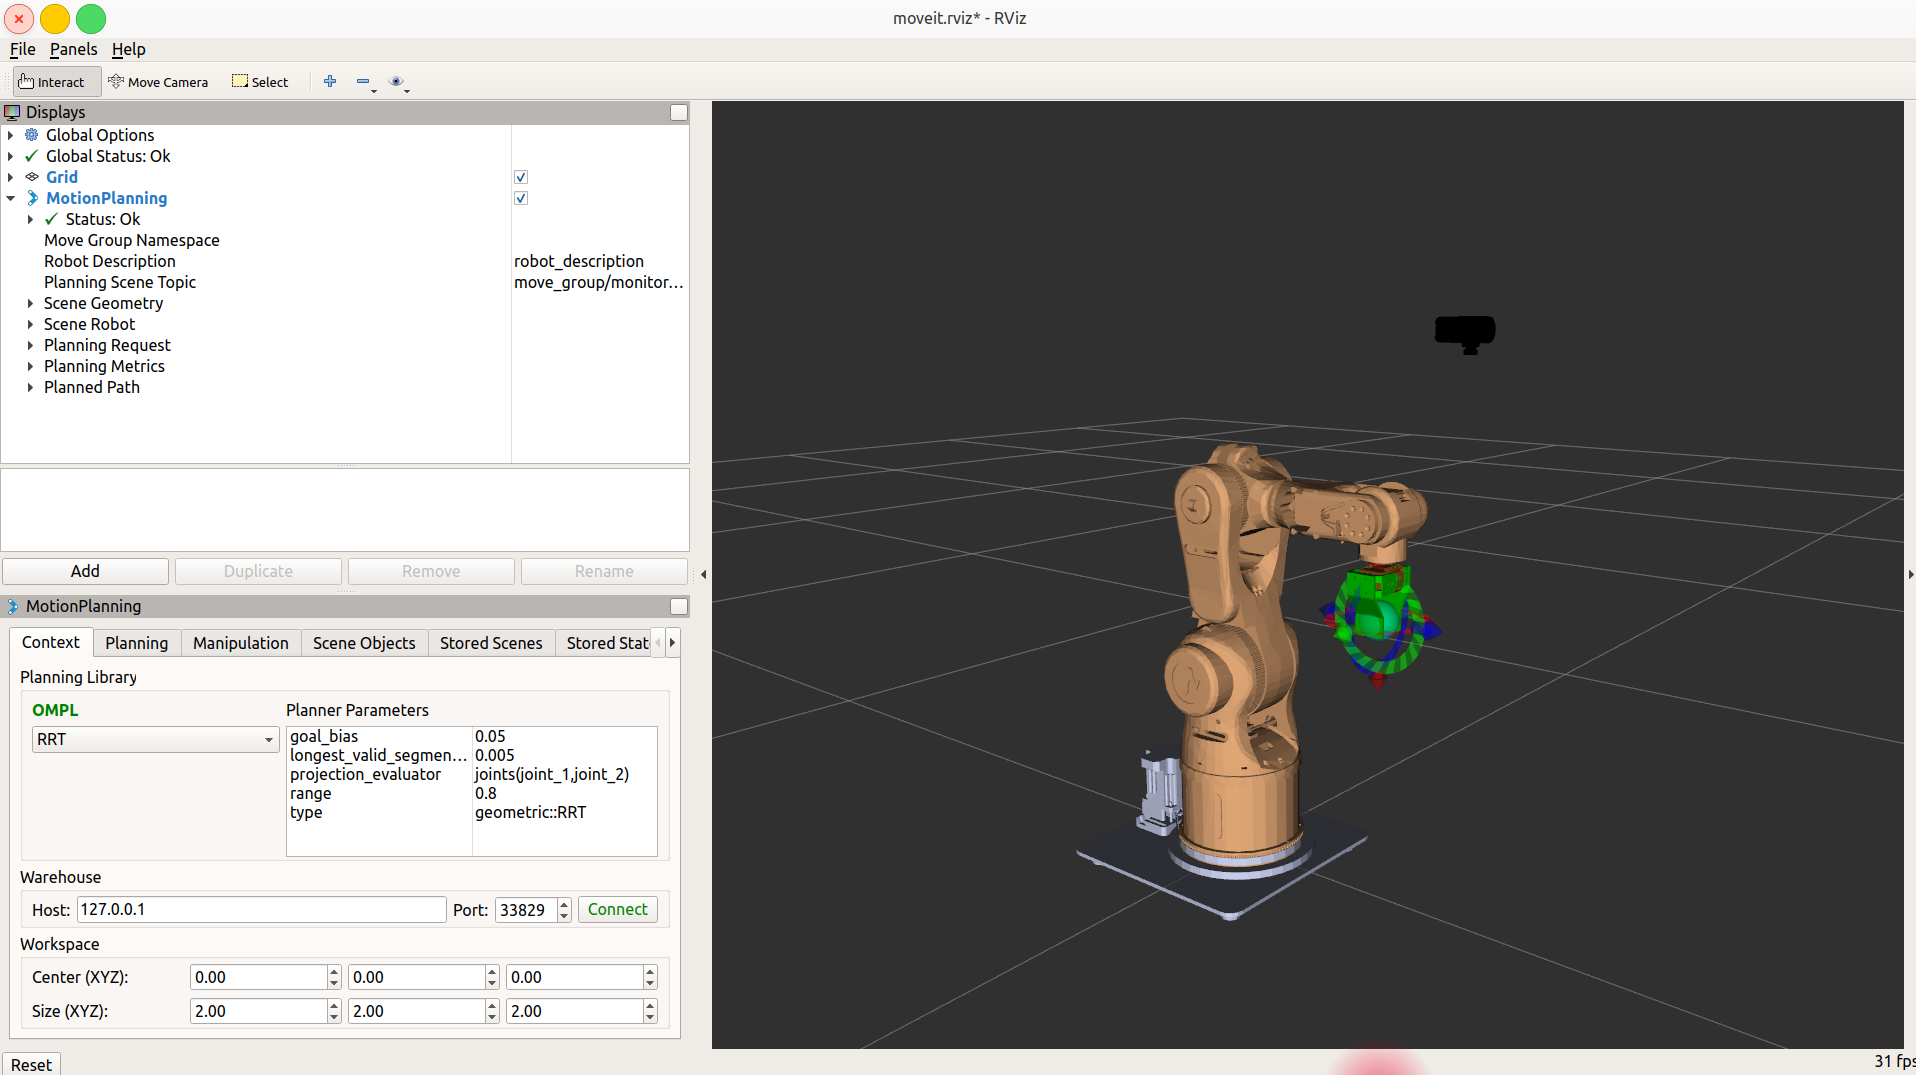 moveit.rviz* - RViz
File Panels Help
Interact Move Camera Select
Displays
Global Options
Global Status: Ok
Grid
MotionPlanning
Status: Ok
Move Group Namespace
Robot Description robot_description
Planning Scene Topic move_group/monitor...
Scene Geometry
Scene Robot
Planning Request
Planning Metrics
Planned Path
Add Duplicate Remove Rename
MotionPlanning
Context Planning Manipulation Scene Objects Stored Scenes Stored Stat
Planning Library
OMPL Planner Parameters
RRT
goal_bias 0.05
longest_valid_segmen... 0.005
projection_evaluator joints(joint_1,joint_2)
range 0.8
type geometric::RRT
Warehouse
Host: 127.0.0.1 Port: 33829 Connect
Workspace
Center (XYZ): 0.00 0.00 0.00
Size (XYZ): 2.00 2.00 2.00
Reset 31 fps